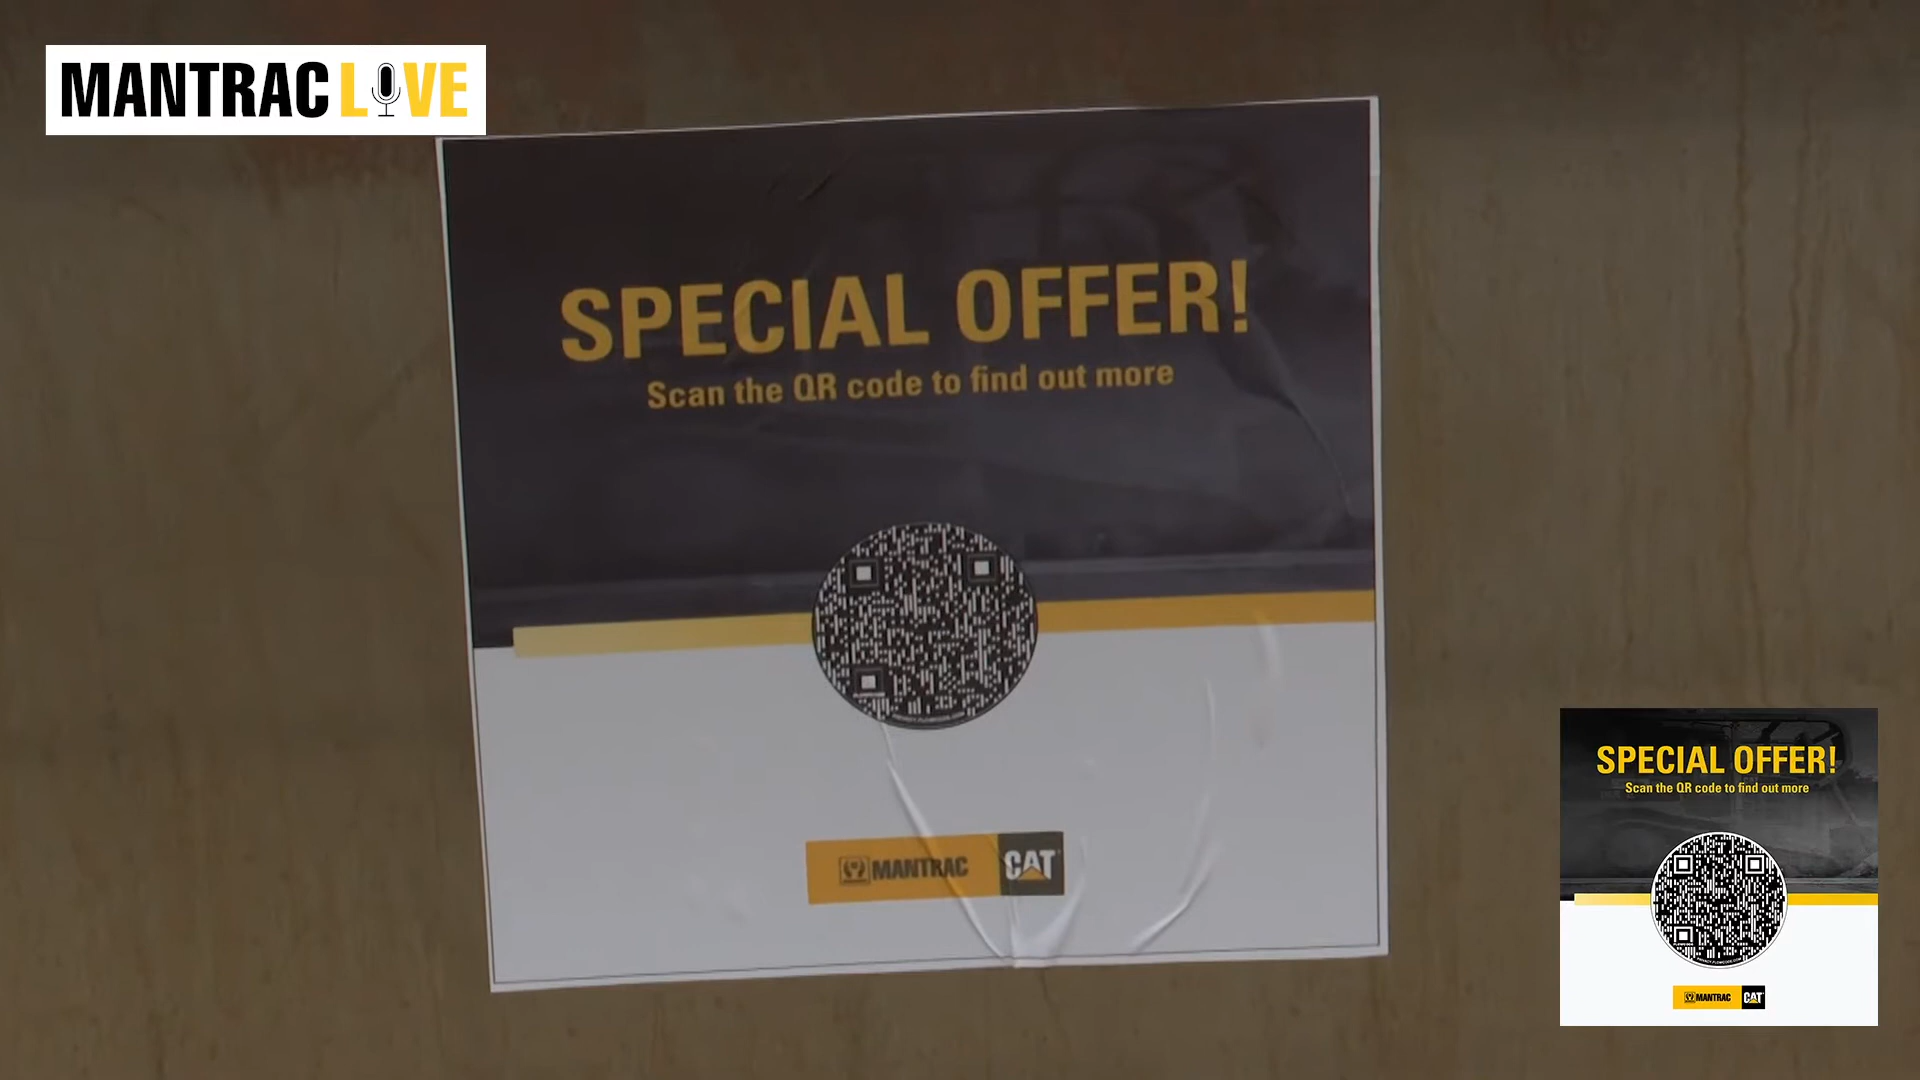 MANTRAC LIVE
SPECIAL OFFER!
Scan the QR code to find out more
MANTRAC CAT
SPECIAL OFFER!
Scan the QR code to find out more
MANTRAC CAT